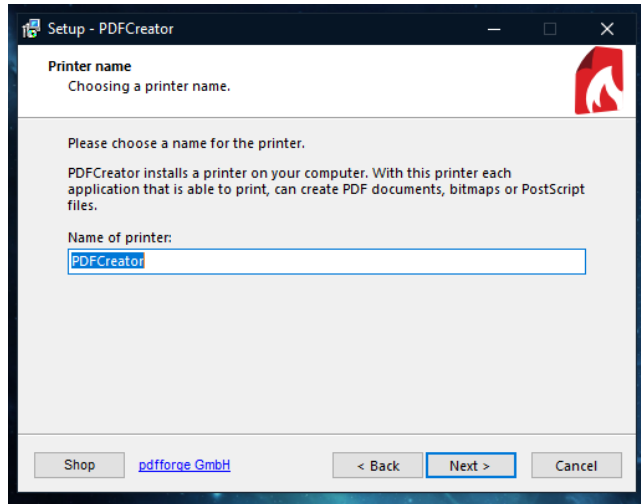 Setup - PDFCreator
Printer name
Choosing a printer name.
Please choose a name for the printer.
PDFCreator installs a printer on your computer. With this printer each
application that is able to print, can create PDF documents, bitmaps or PostScript
files.
Name of printer:
PDFCreator
Shop pdfforge GmbH < Back Next > Cancel